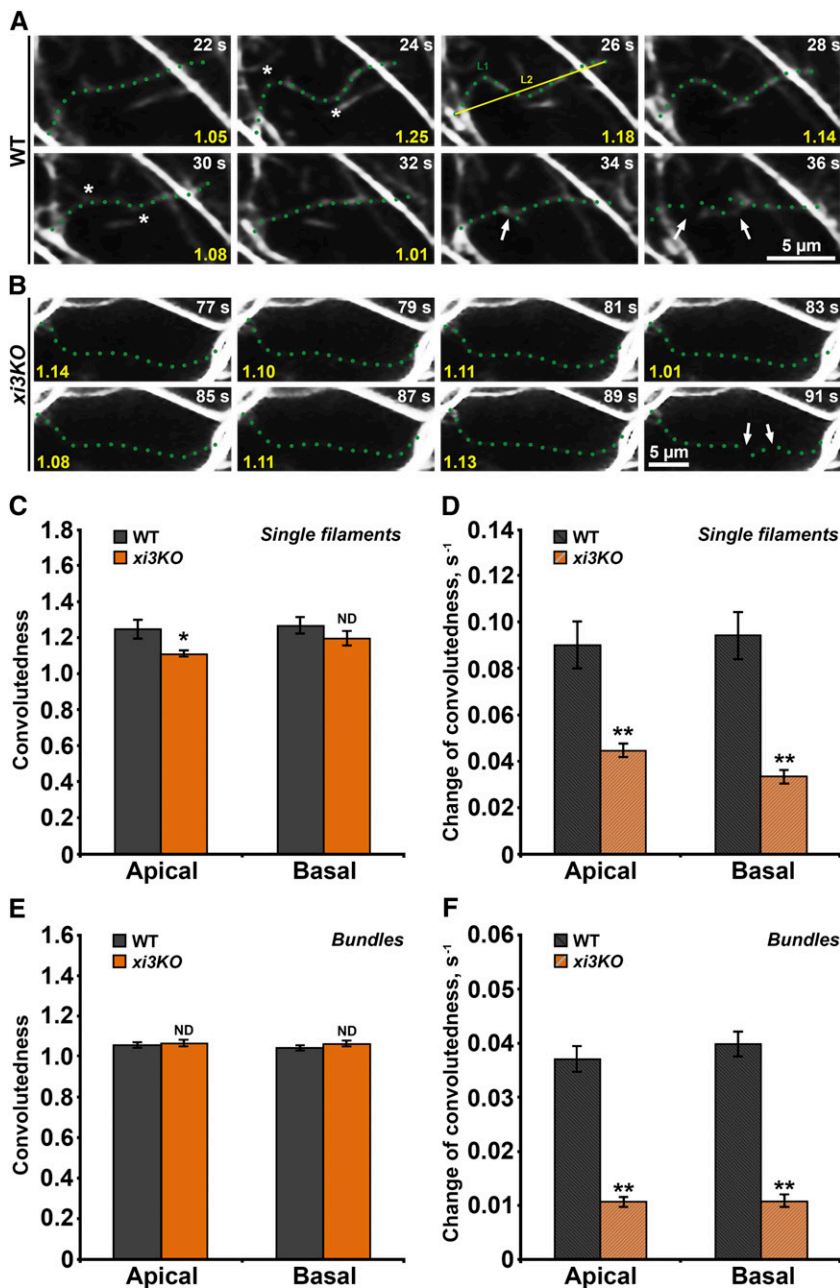 A
WT
22 s
1.05
24 s
*
*
1.25
26 s
L1
L2
1.18
28 s
1.14
30 s
*
*
1.08
32 s
1.01
34 s
36 s
5 µm
B
xi3KO
77 s
1.14
79 s
1.10
81 s
1.11
83 s
1.01
85 s
1.08
87 s
1.11
89 s
1.13
91 s
5 µm
C
Single filaments
WT
xi3KO
Convolutedness
1.8
1.6
1.4
1.2
1.0
0.8
0.6
0.4
0.2
0
*
ND
Apical
Basal
D
Single filaments
WT
xi3KO
Change of convolutedness, s-1
0.14
0.12
0.10
0.08
0.06
0.04
0.02
0
**
**
Apical
Basal
E
Bundles
WT
xi3KO
Convolutedness
1.6
1.4
1.2
1.0
0.8
0.6
0.4
0.2
0
ND
ND
Apical
Basal
F
Bundles
WT
xi3KO
Change of convolutedness, s-1
0.06
0.05
0.04
0.03
0.02
0.01
0
**
**
Apical
Basal